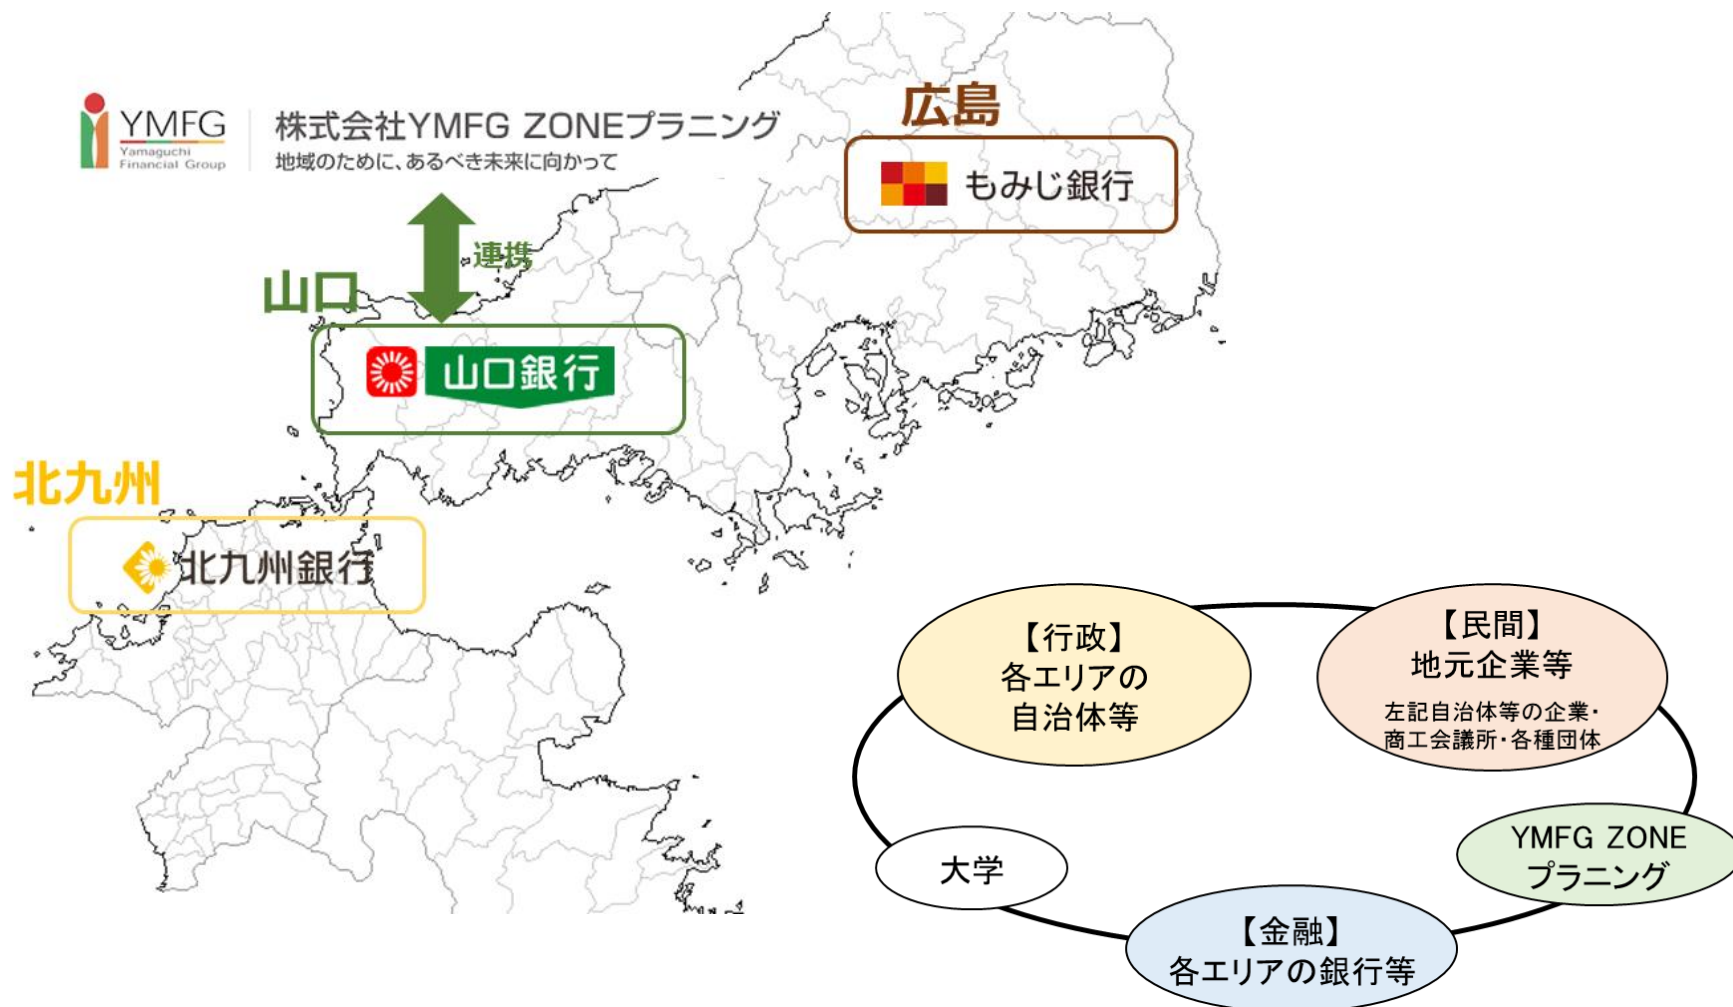 YMFG
Yamaguchi
Financial Group
株式会社YMFG ZONEプラニング
地域のために、あるべき未来に向かって
広島
もみじ銀行
連携
山口
山口銀行
北九州
北九州銀行
【行政】
各エリアの
自治体等
【民間】
地元企業等
左記自治体等の企業・
商工会議所・各種団体
大学
YMFG ZONE
プラニング
【金融】
各エリアの銀行等